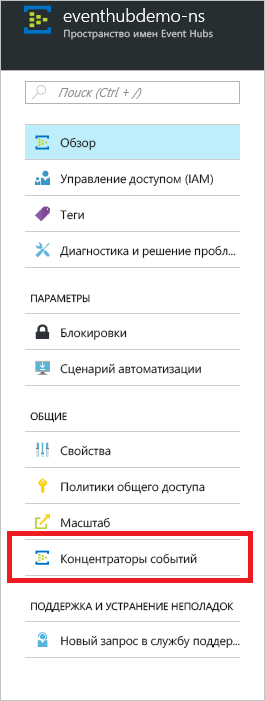 eventhubdemo-ns
Пространство имен Event Hubs
Поиск (Ctrl + /)
Обзор
Управление доступом (IAM)
Теги
Диагностика и решение пробл...
ПАРАМЕТРЫ
Блокировки
Сценарий автоматизации
ОБЩИЕ
Свойства
Политики общего доступа
Масштаб
Концентраторы событий
ПОДДЕРЖКА И УСТРАНЕНИЕ НЕПОЛАДОК
Новый запрос в службу поддер...